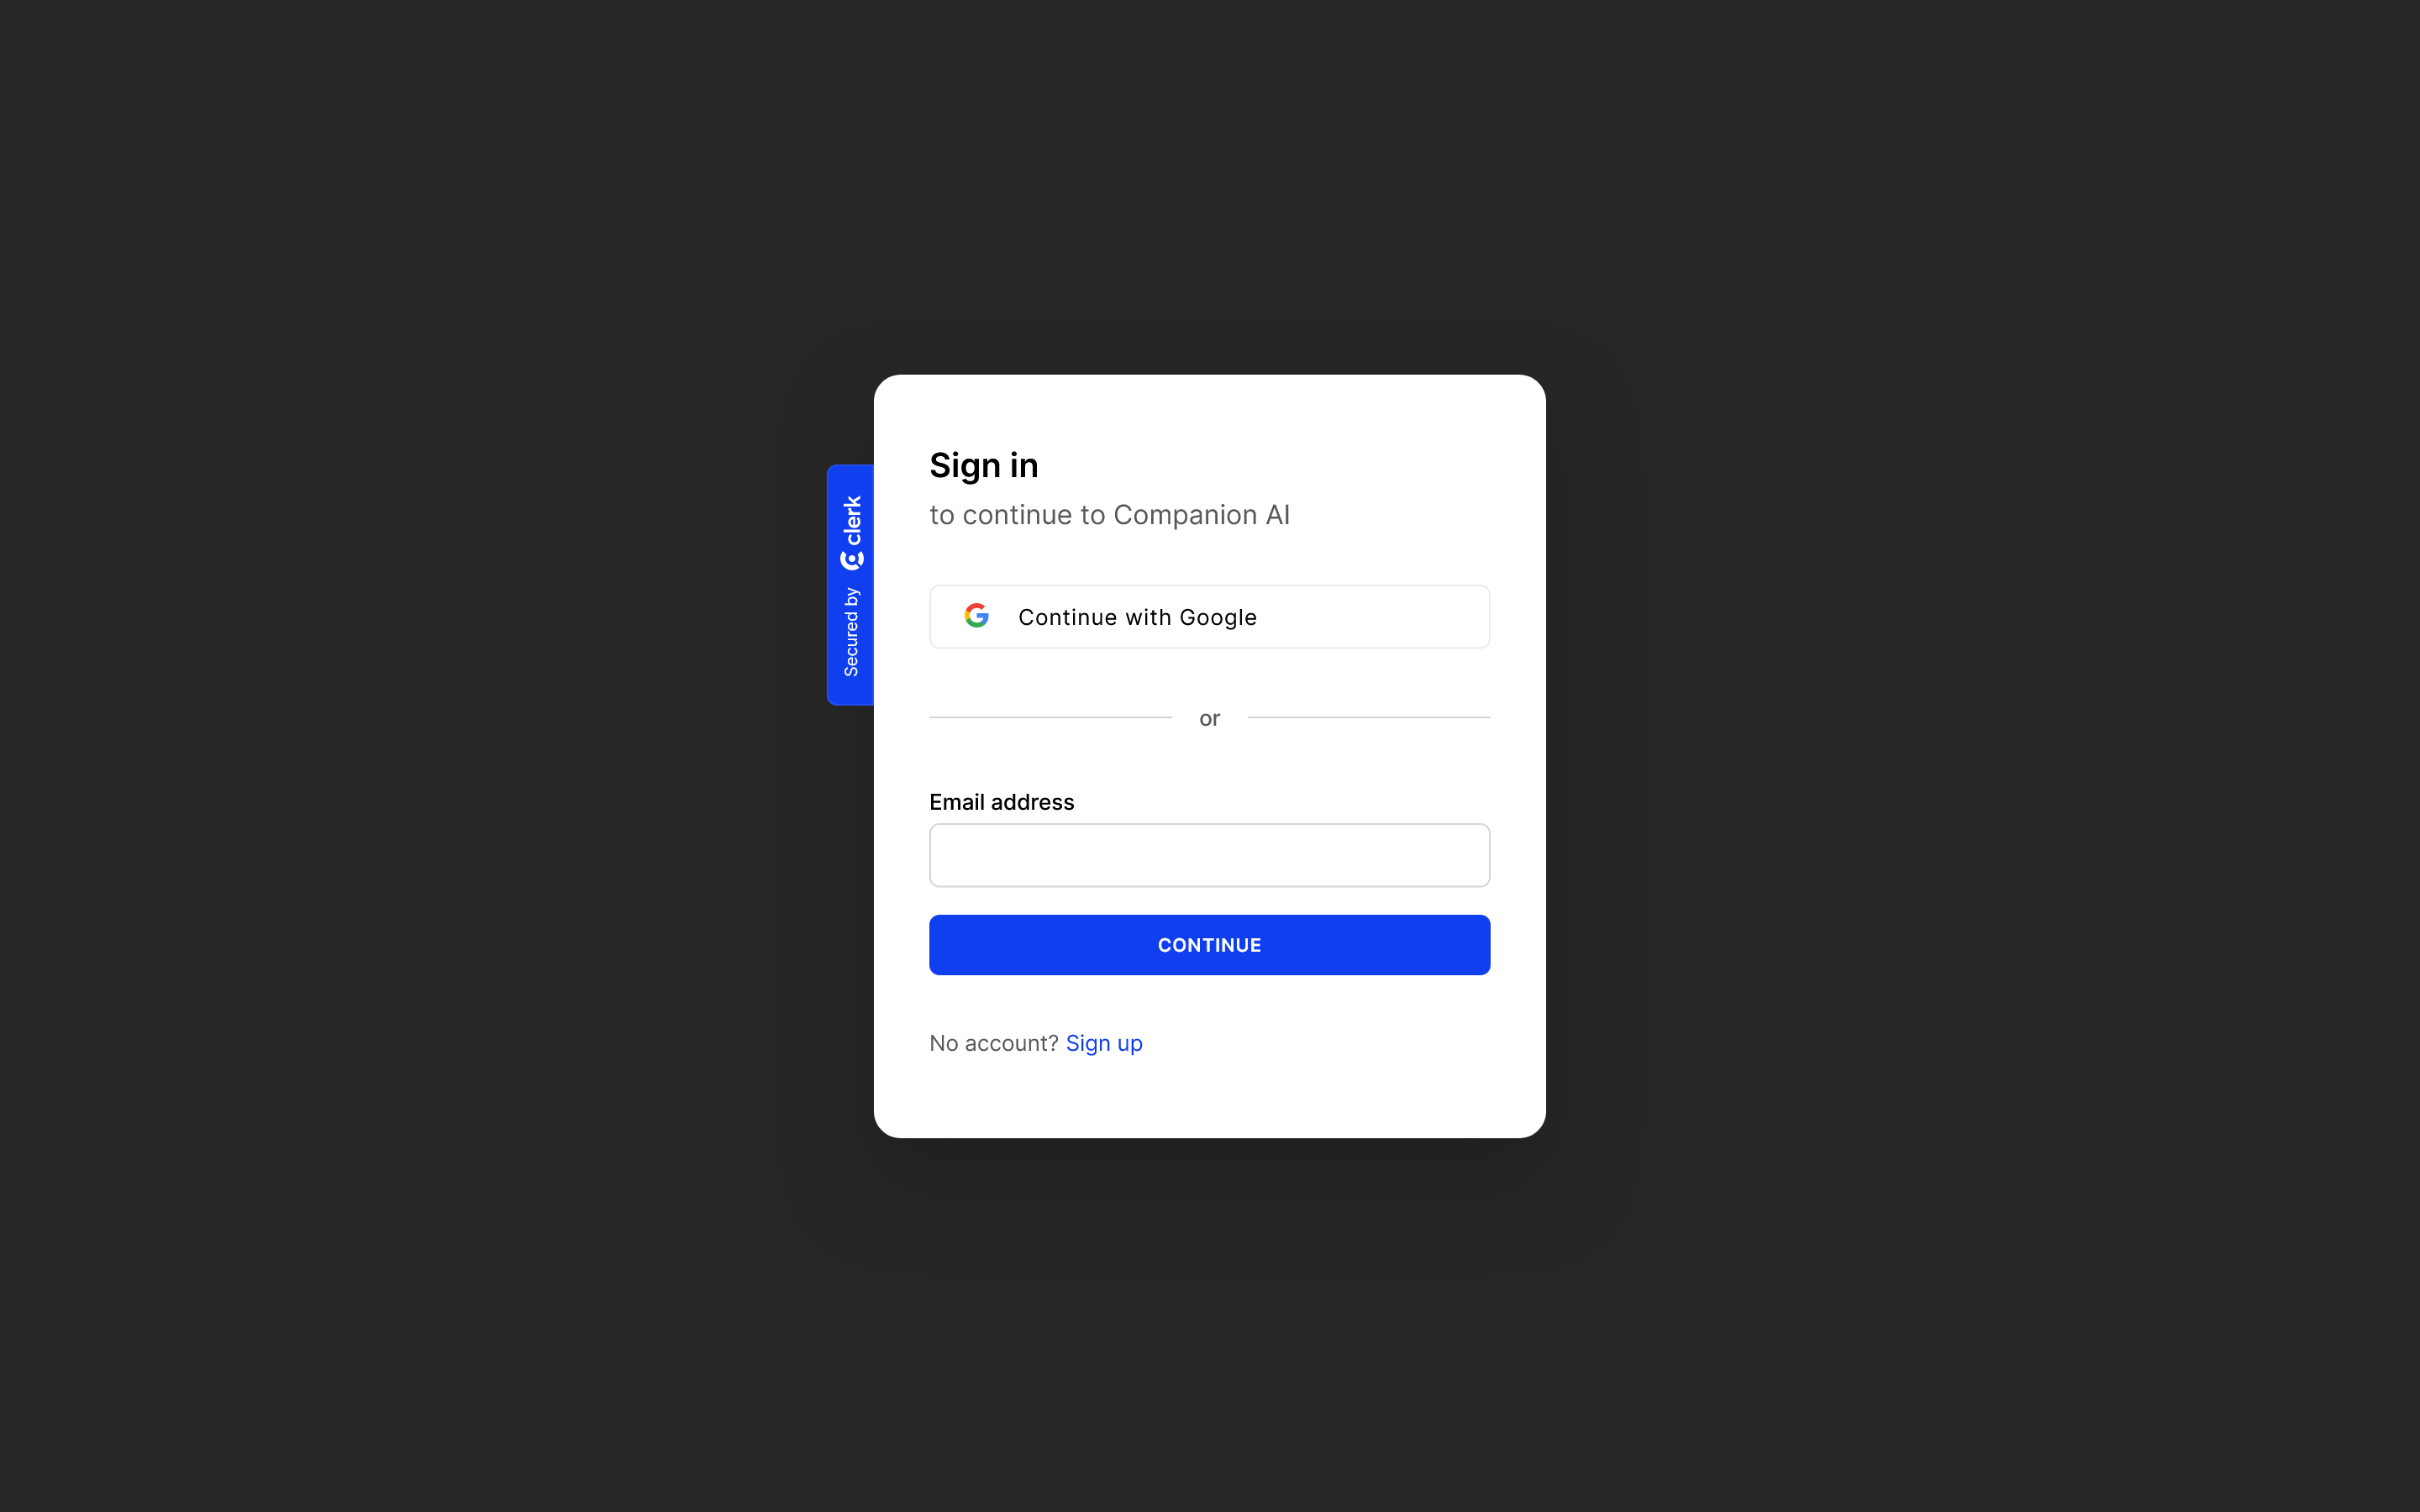 Sign in
to continue to Companion AI
Secured by clerk
Continue with Google
or
Email address
CONTINUE
No account? Sign up